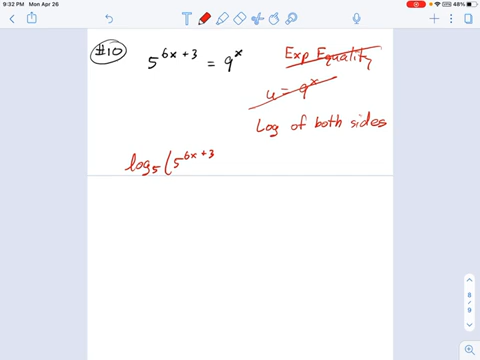 9:32 PM Mon Apr 26
48%
#10
5^{6x + 3} = 9^x
Exp Equality
u = 9^x
Log of both sides
log_5 (5^{6x + 3}
8
/
9